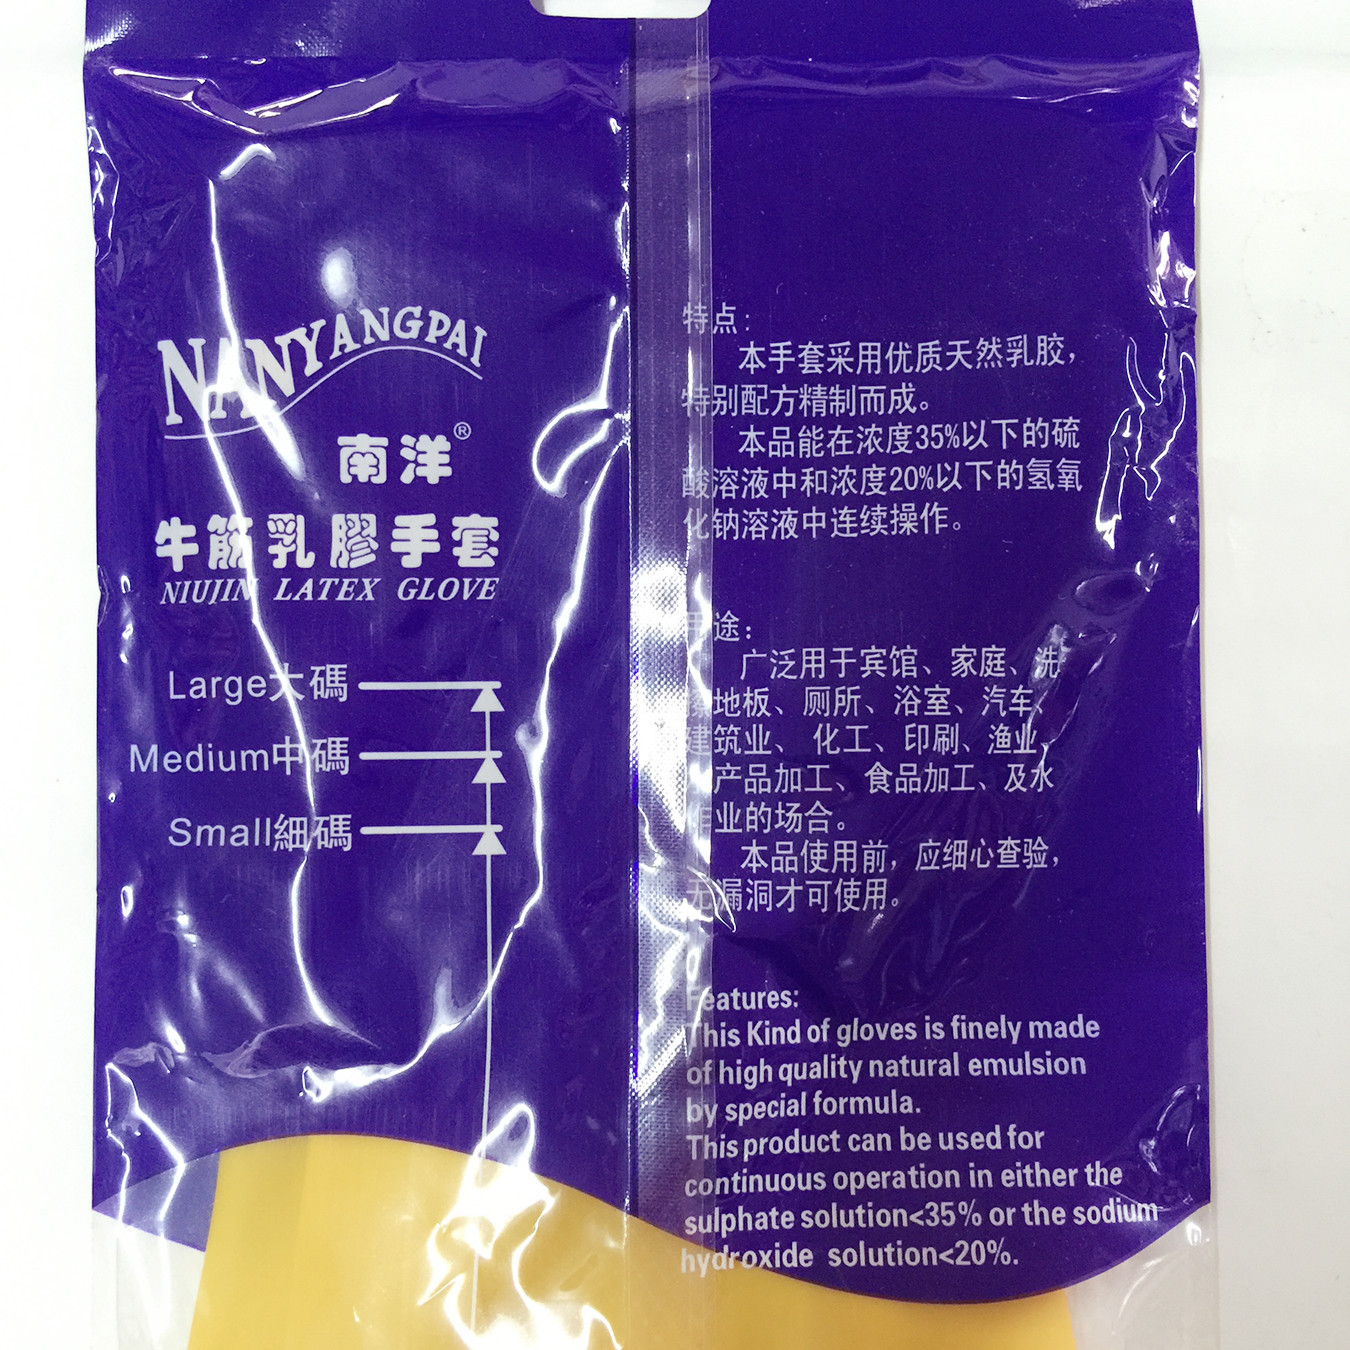 NANYANGPAI
南洋®
牛筋乳膠手套
NIUJIN LATEX GLOVE
Large大碼
Medium中碼
Small細碼
特点：
本手套采用优质天然乳胶，
特别配方精制而成。
本品能在浓度35%以下的硫
酸溶液中和浓度20%以下的氢氧
化钠溶液中连续操作。
用途：
广泛用于宾馆、家庭、洗
地板、厕所、浴室、汽车、
建筑业、化工、印刷、渔业、
产品加工、食品加工、及水
作业的场合。
本品使用前，应细心查验，
无漏洞才可使用。
Features:
This Kind of gloves is finely made
of high quality natural emulsion
by special formula.
This product can be used for
continuous operation in either the
sulphate solution<35% or the sodium
hydroxide solution<20%.